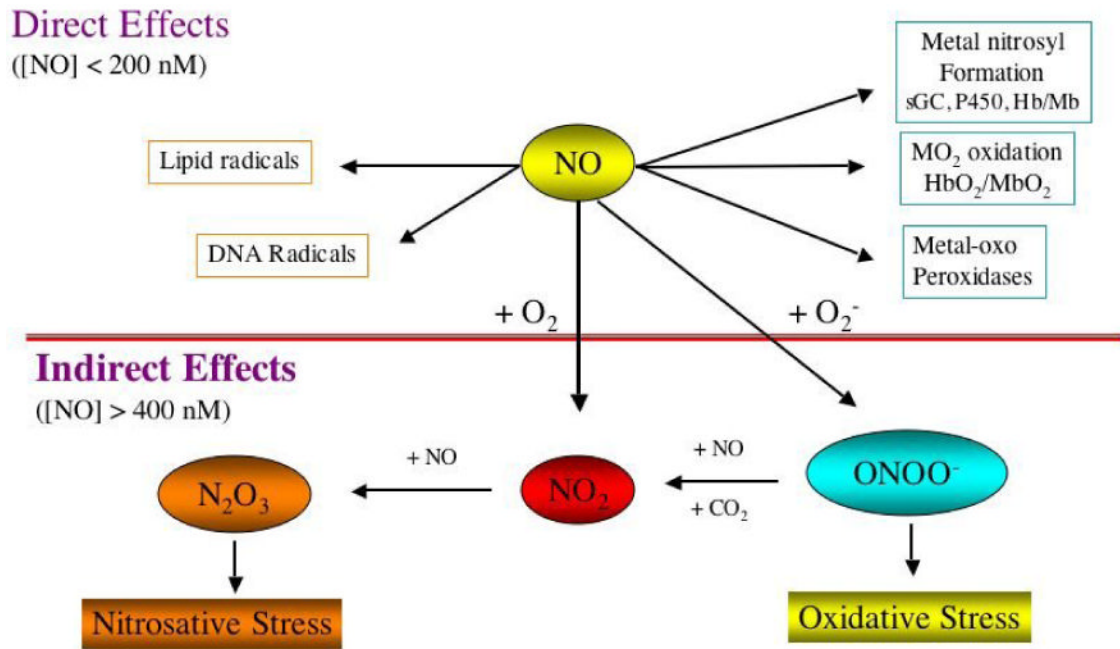 Direct Effects
([NO] < 200 nM)
Metal nitrosyl
Formation
sGC, P450, Hb/Mb
Lipid radicals
NO
MO₂ oxidation
HbO₂/MbO₂
DNA Radicals
Metal-oxo
Peroxidases
+ O₂
+ O₂⁻
Indirect Effects
([NO] > 400 nM)
N₂O₃
+ NO
NO₂
+ NO
+ CO₂
ONOO⁻
Nitrosative Stress
Oxidative Stress